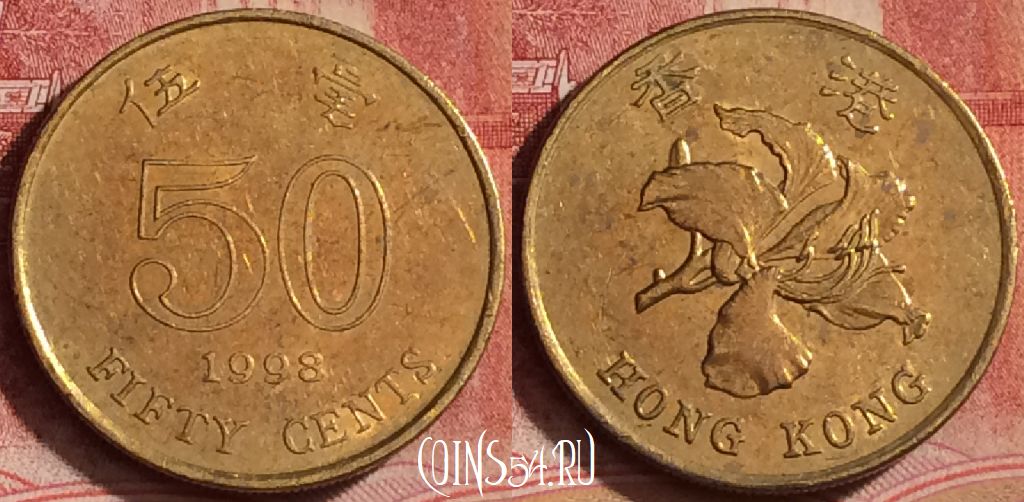 伍 毫
50
1998
FIFTY CENTS
香 港
HONG KONG
COINS54.RU